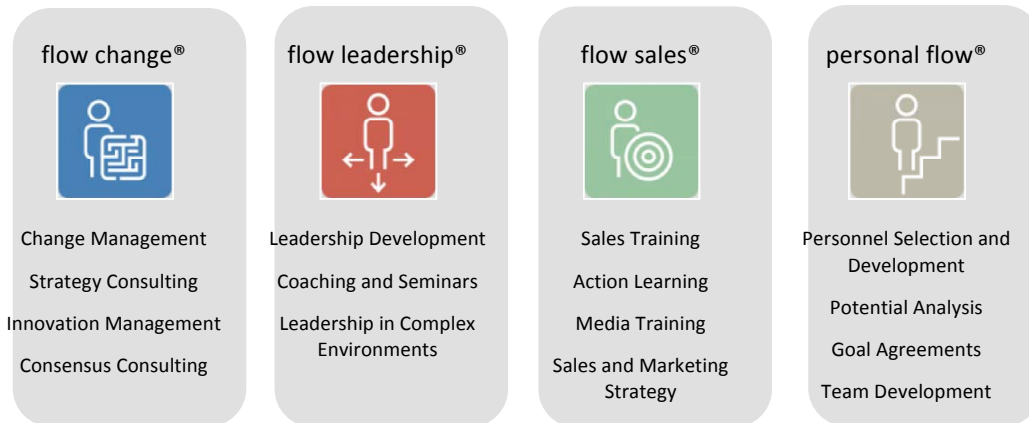 flow change®
Change Management
Strategy Consulting
Innovation Management
Consensus Consulting
flow leadership®
Leadership Development
Coaching and Seminars
Leadership in Complex
Environments
flow sales®
Sales Training
Action Learning
Media Training
Sales and Marketing
Strategy
personal flow®
Personnel Selection and
Development
Potential Analysis
Goal Agreements
Team Development